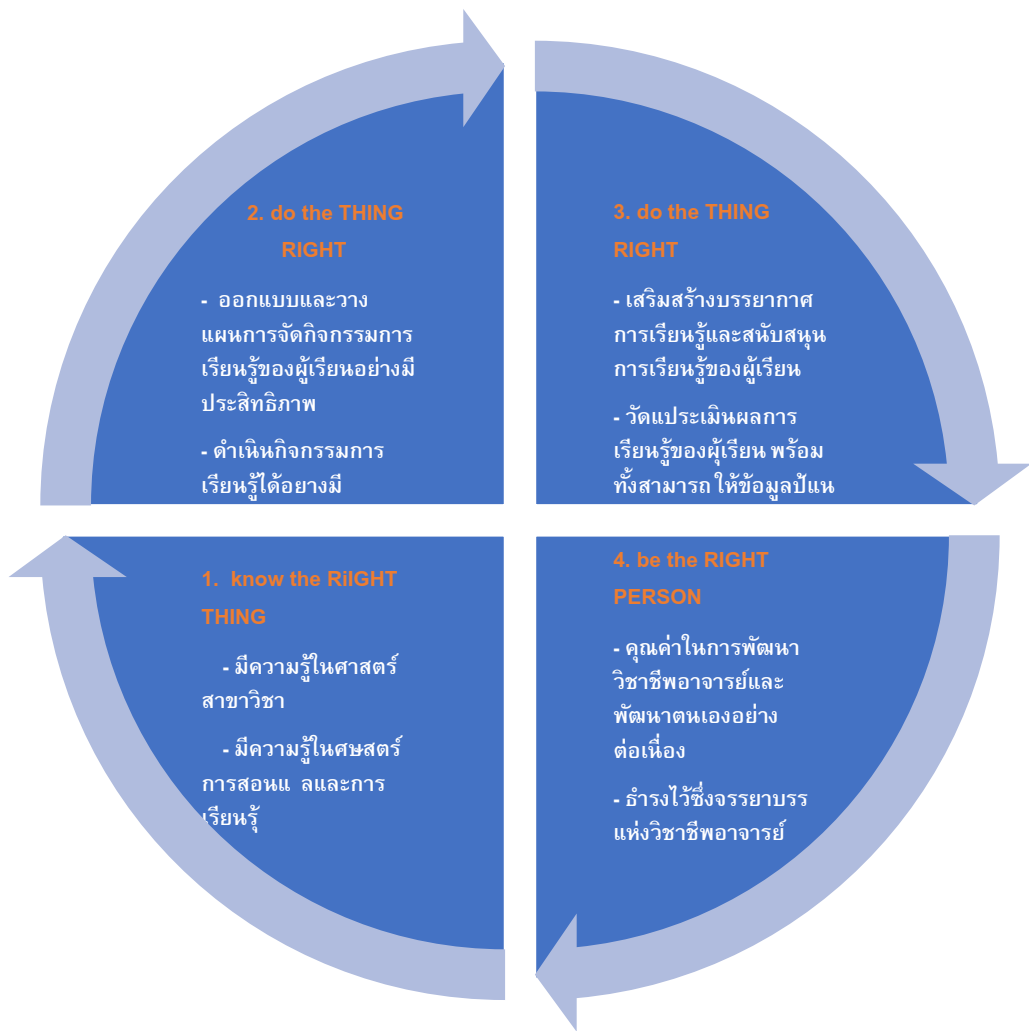 2. do the THING
RIGHT
- ออกแบบและวาง
แผนการจัดกิจกรรมการ
เรียนรู้ของผู้เรียนอย่างมี
ประสิทธิภาพ
- ดำเนินกิจกรรมการ
เรียนรู้ได้อยางมี
3. do the THING
RIGHT
- เสริมสร้างบรรยากาศ
การเรียนรู้และสนับสนุน
การเรียนรู้ของผู้เรียน
- วัดแประเมินผลการ
เรียนรู้ของผุ้เรียน พร้อม
ทั้งสามารถ ให้ข้อมูลป้แน
1. know the RiIGHT
THING
- มีความรู้ในศาสตร์
สาขาวิชา
- มีความรู้ในศษสตร์
การสอนแ ลและการ
เรียนรุ้
4. be the RIGHT
PERSON
- คุณค่าในการพัฒนา
วิชาชีพอาจารย์และ
พัฒนาตนเองอย่าง
ต่อเนื่อง
- ธำรงไว้ซึ่งจรรยาบรร
แห่งวิชาชีพอาจารย์